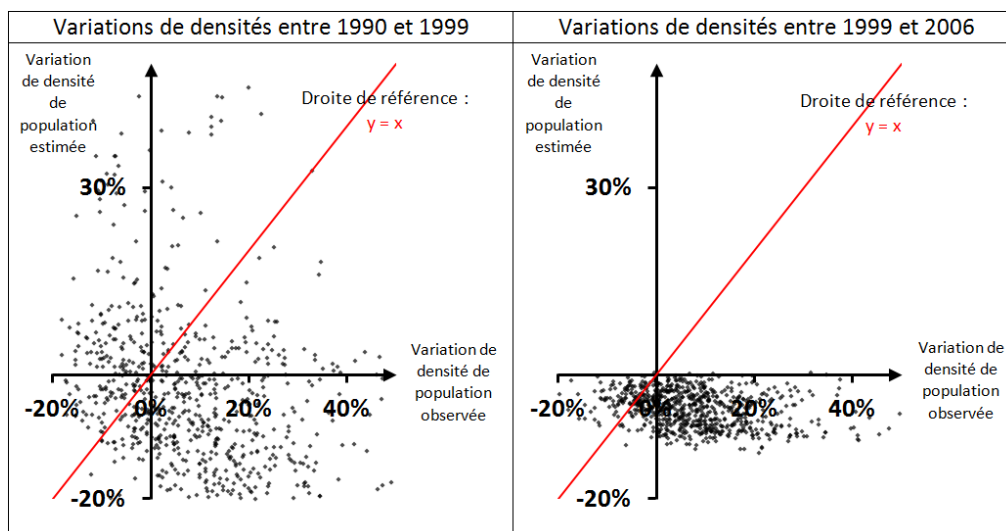 Variations de densités entre 1990 et 1999
Variation
de densité
de
population
estimée
Droite de référence :
y = x
30%
Variation de
densité de
population
observée
-20%
0%
20%
40%
-20%
Variations de densités entre 1999 et 2006
Variation
de densité
de
population
estimée
Droite de référence :
y = x
30%
Variation de
densité de
population
observée
-20%
0%
20%
40%
-20%